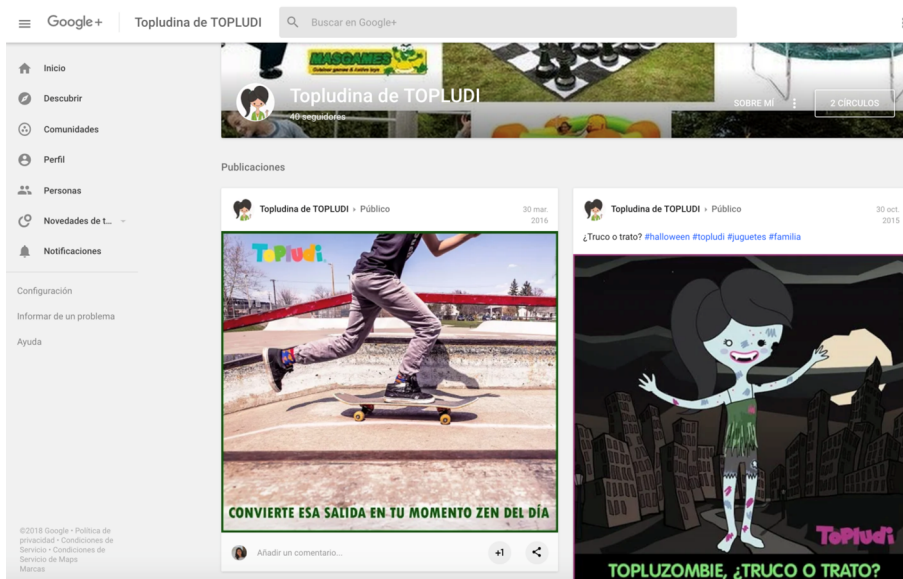 Google+
Topludina de TOPLUDI
Buscar en Google+
Inicio
Descubrir
Comunidades
Perfil
Personas
Novedades de t...
Notificaciones
Configuración
Informar de un problema
Ayuda
©2018 Google • Política de
privacidad • Condiciones de
Servicio • Condiciones de
Servicio de Maps
Marcas
MASGAMES
Outdoor games & Active toys
Topludina de TOPLUDI
40 seguidores
SOBRE MÍ
2 CÍRCULOS
Publicaciones
Topludina de TOPLUDI › Público
30 mar.
2016
Topludi
CONVIERTE ESA SALIDA EN TU MOMENTO ZEN DEL DÍA
Añadir un comentario...
+1
Topludina de TOPLUDI › Público
30 oct.
2015
¿Truco o trato? #halloween #topludi #juguetes #familia
Topludi
TOPLUZOMBIE, ¿TRUCO O TRATO?